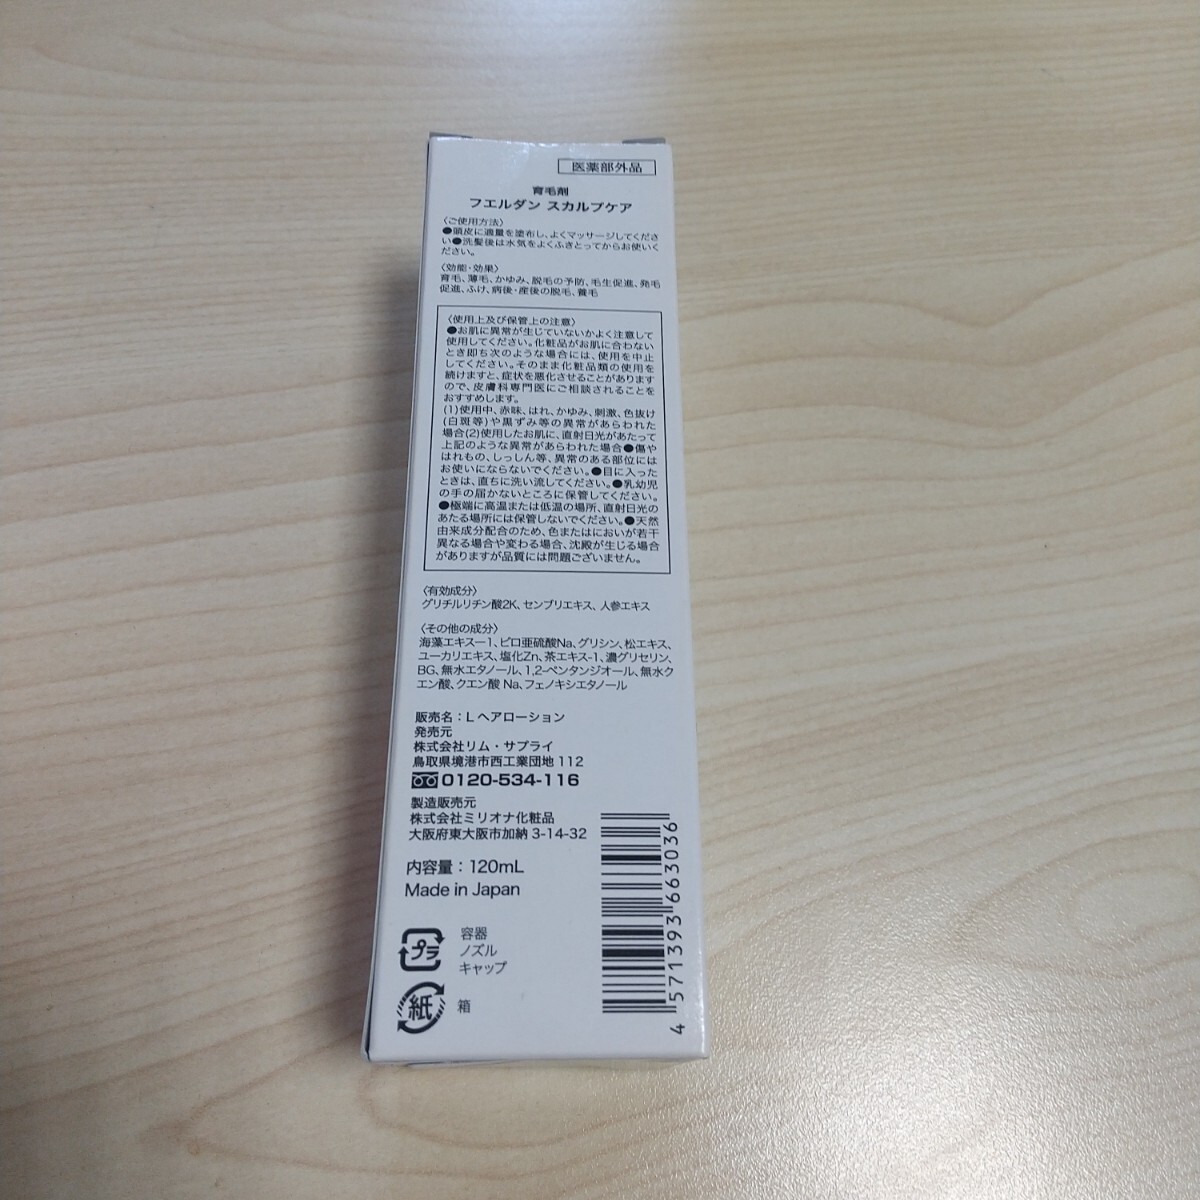 医薬部外品
育毛剤
フエルダン スカルプケア
〈ご使用方法〉
●頭皮に適量を塗布し、よくマッサージしてくださ
い●洗髪後は水気をよくふきとってからお使いく
ださい。
〈効能・効果〉
育毛、薄毛、かゆみ、脱毛の予防、毛生促進、発毛
促進、ふけ、病後・産後の脱毛、養毛
〈使用上及び保管上の注意〉
●お肌に異常が生じていないかよく注意して
使用してください。化粧品がお肌に合わない
とき即ち次のような場合には、使用を中止
してください。そのまま化粧品類の使用を
続けますと、症状を悪化させることがあります
ので、皮膚科専門医にご相談されることを
おすすめします。
(1)使用中、赤味、はれ、かゆみ、刺激、色抜け
(白斑等)や黒ずみ等の異常があらわれた
場合(2)使用したお肌に、直射日光があたって
上記のような異常があらわれた場合●傷や
はれもの、しっしん等、異常のある部位には
お使いにならないでください。●目に入った
ときは、直ちに洗い流してください。●乳幼児
の手の届かないところに保管してください。
●極端に高温または低温の場所、直射日光の
あたる場所には保管しないでください。●天然
由来成分配合のため、色またはにおいが若干
異なる場合や変わる場合、沈殿が生じる場合
がありますが品質には問題ございません。
〈有効成分〉
グリチルリチン酸2K、センブリエキス、人参エキス
〈その他の成分〉
海藻エキスー1、ピロ亜硫酸Na、グリシン、松エキス、
ユーカリエキス、塩化Zn、茶エキス-1、濃グリセリン、
BG、無水エタノール、1,2-ペンタンジオール、無水ク
エン酸、クエン酸 Na、フェノキシエタノール
販売名：L ヘアローション
発売元
株式会社リム・サプライ
鳥取県境港市西工業団地 112
0120-534-116
製造販売元
株式会社ミリオナ化粧品
大阪府東大阪市加納 3-14-32
内容量：120mL
Made in Japan
プラ
容器
ノズル
キャップ
紙
箱
4 571393 663036